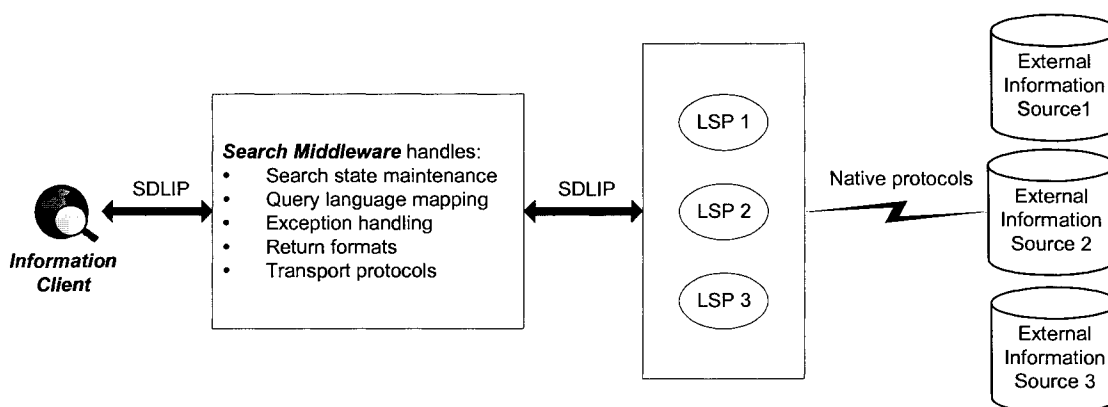 Information
Client
SDLIP
Search Middleware handles:
• Search state maintenance
• Query language mapping
• Exception handling
• Return formats
• Transport protocols
SDLIP
LSP 1
LSP 2
LSP 3
Native protocols
External
Information
Source1
External
Information
Source 2
External
Information
Source 3